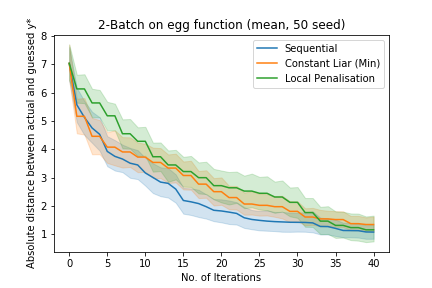 2-Batch on egg function (mean, 50 seed)
Absolute distance between actual and guessed y*
8
7
6
5
4
3
2
1
Sequential
Constant Liar (Min)
Local Penalisation
0 5 10 15 20 25 30 35 40
No. of Iterations